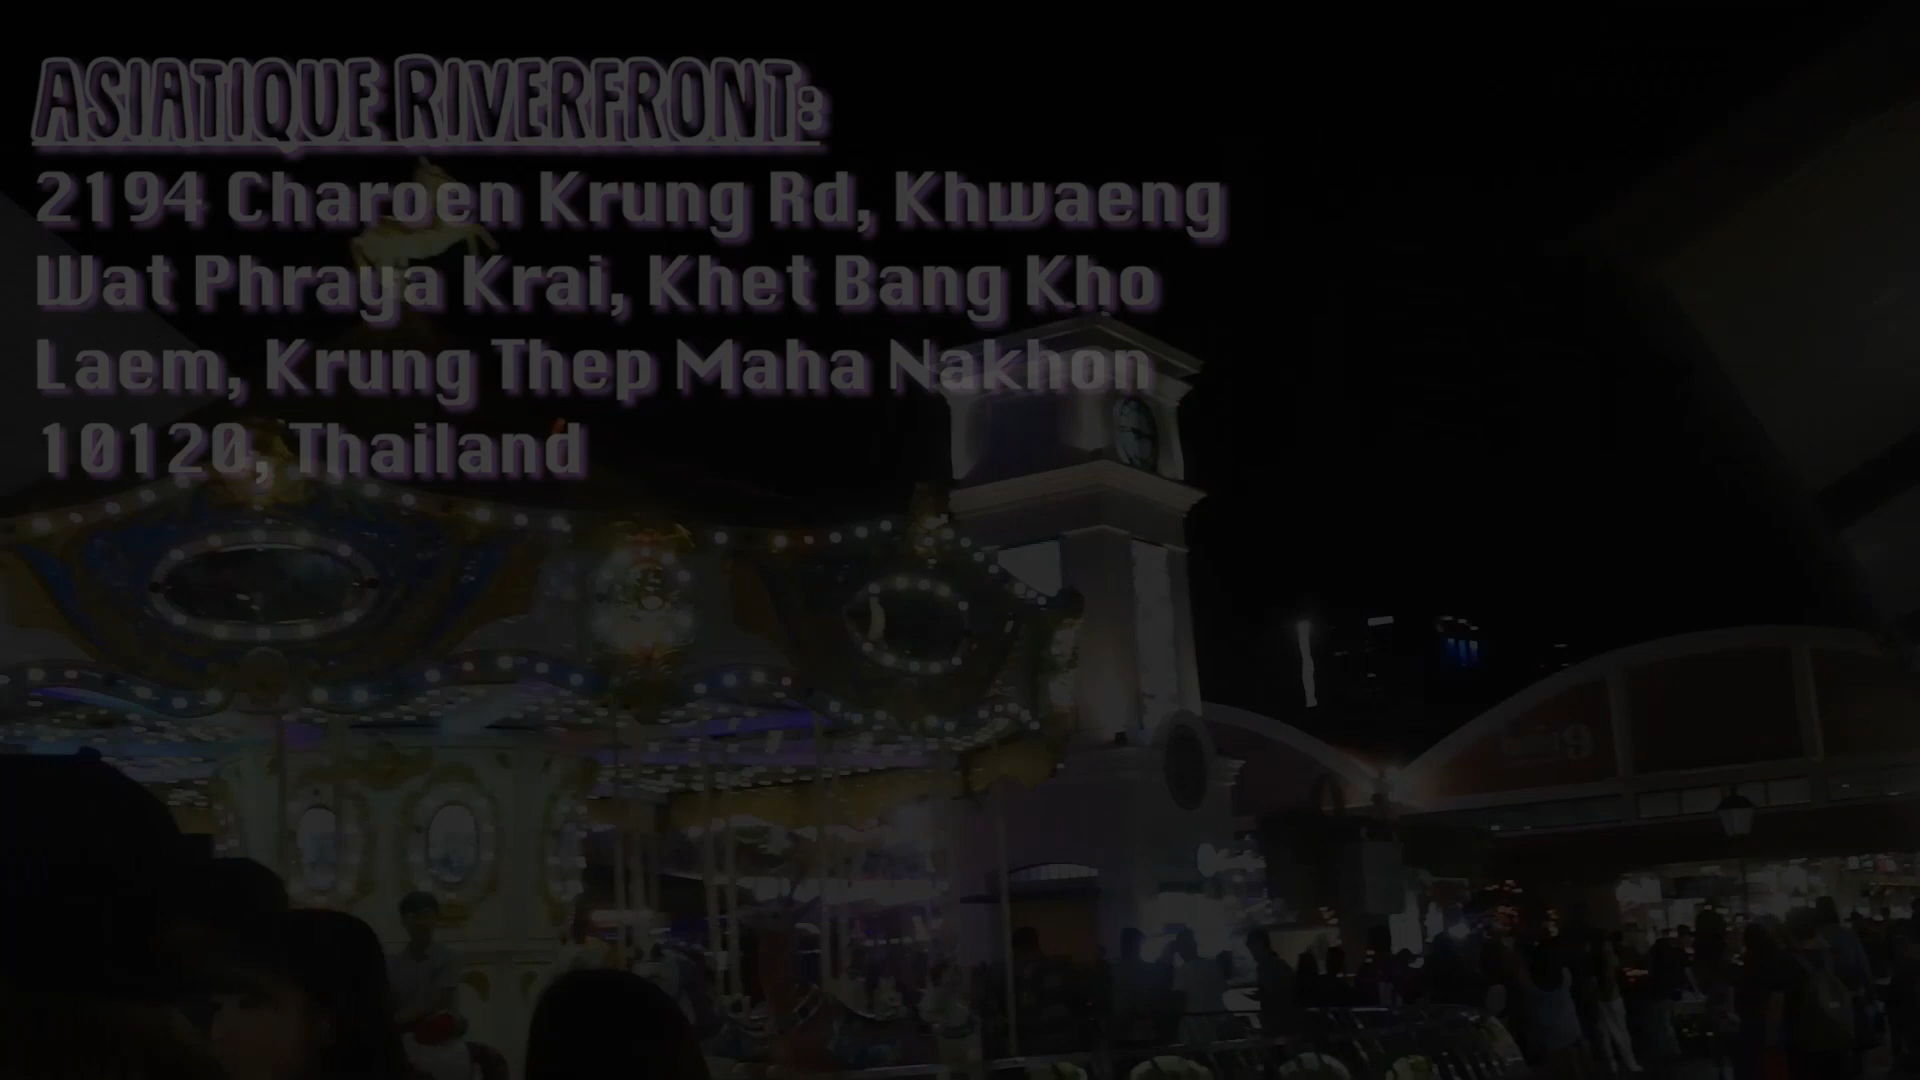 ASIATIQUE RIVERFRONT:
2194 Charoen Krung Rd, Khwaeng
Wat Phraya Krai, Khet Bang Kho
Laem, Krung Thep Maha Nakhon
10120, Thailand
9